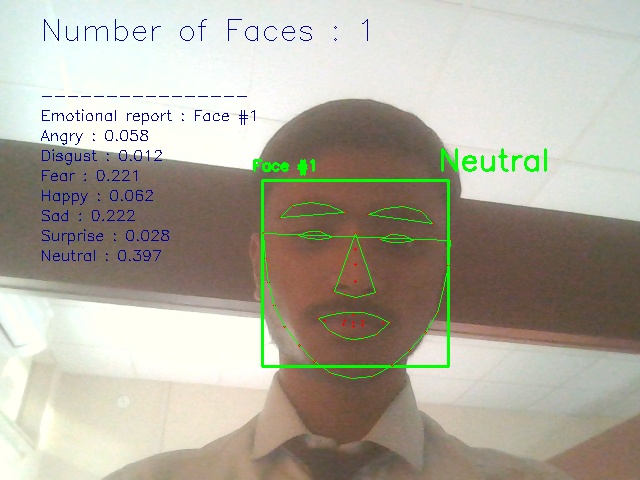 Number of Faces : 1
----------------
Emotional report : Face #1
Angry : 0.058
Disgust : 0.012
Fear : 0.221
Happy : 0.062
Sad : 0.222
Surprise : 0.028
Neutral : 0.397
Face #1
Neutral